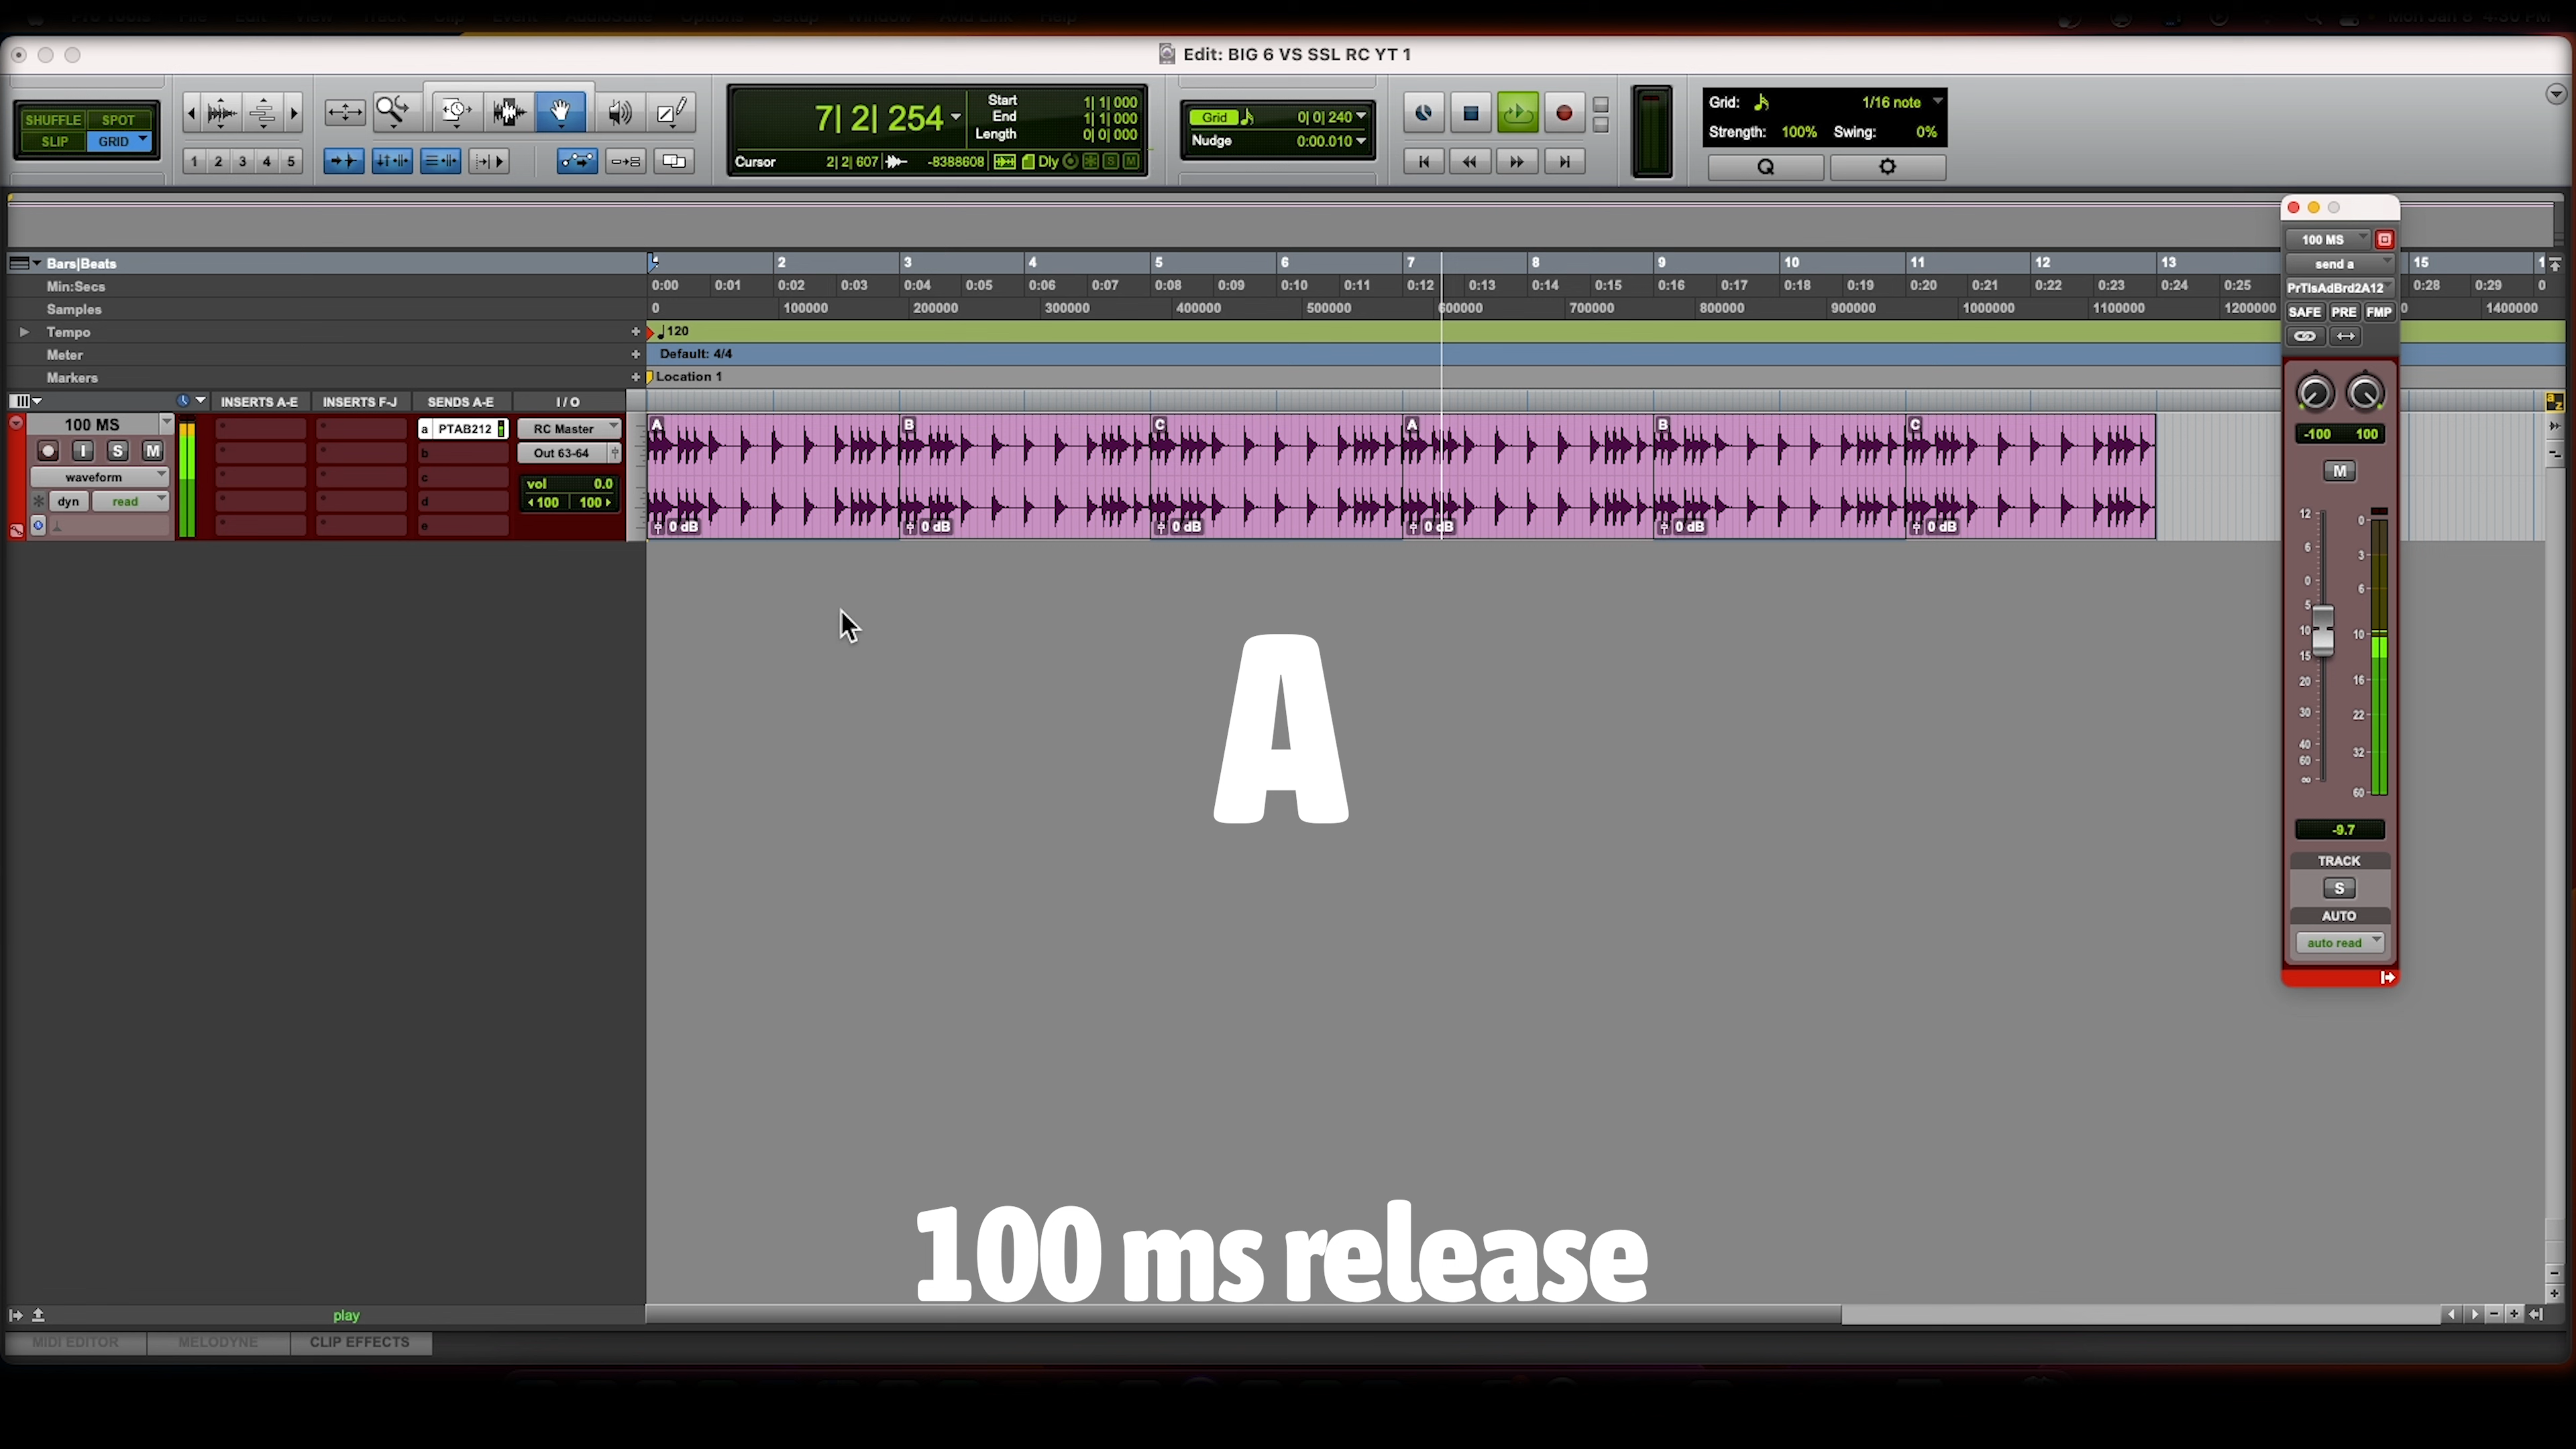 Edit: BIG 6 VS SSL RC YT 1
SHUFFLE SPOT
SLIP GRID
1 2 3 4 5
7| 2| 254
Start 1| 1| 000
End 1| 1| 000
Length 0| 0| 000
Cursor 2| 2| 607 -8388608 Dly S M
Grid 0| 0| 240
Nudge 0:00.010
Grid: 1/16 note
Strength: 100% Swing: 0%
Q
Bars|Beats 2 3 4 5 6 7 8 9 10 11 12 13 15
Min:Secs 0:00 0:01 0:02 0:03 0:04 0:05 0:06 0:07 0:08 0:09 0:10 0:11 0:12 0:13 0:14 0:15 0:16 0:17 0:18 0:19 0:20 0:21 0:22 0:23 0:24 0:25 0:28 0:29
Samples 0 100000 200000 300000 400000 500000 600000 700000 800000 900000 1000000 1100000 1200000 1400000
Tempo 120
Meter Default: 4/4
Markers Location 1
INSERTS A-E INSERTS F-J SENDS A-E I / O
100 MS
I S M
waveform
dyn read
a PTAB212
b
c
d
e
RC Master
Out 63-64
vol 0.0
100 100
A B C A B C
0 dB 0 dB 0 dB 0 dB 0 dB 0 dB
A
100 ms release
100 MS
send a
PrTlsAdBrd2A12
SAFE PRE FMP
-100 100
M
12 0
6 3
0 6
5
10 10
15
20 16
30 22
40 32
60
∞ 60
-9.7
TRACK
S
AUTO
auto read
play
MIDI EDITOR MELODYNE CLIP EFFECTS